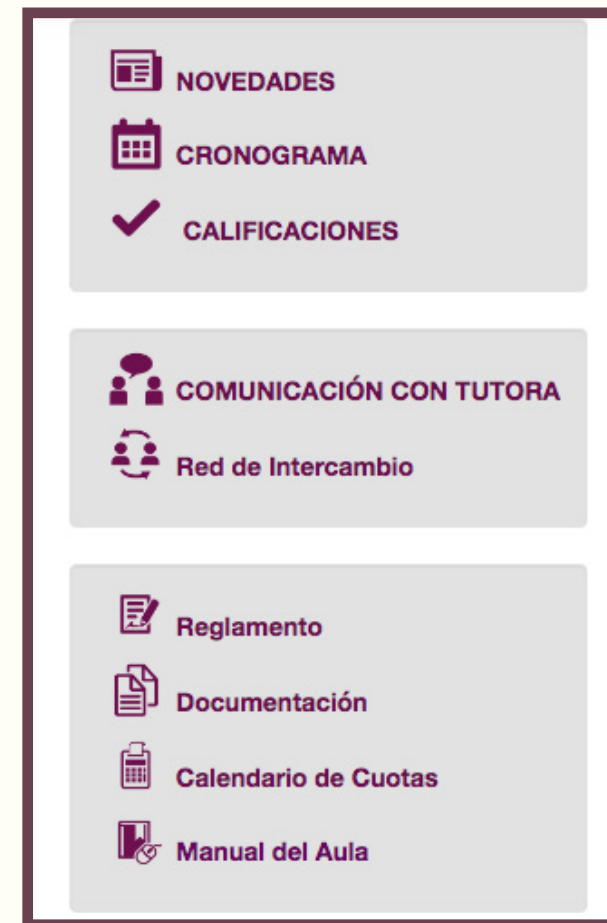 NOVEDADES
CRONOGRAMA
CALIFICACIONES
COMUNICACIÓN CON TUTORA
Red de Intercambio
Reglamento
Documentación
Calendario de Cuotas
Manual del Aula